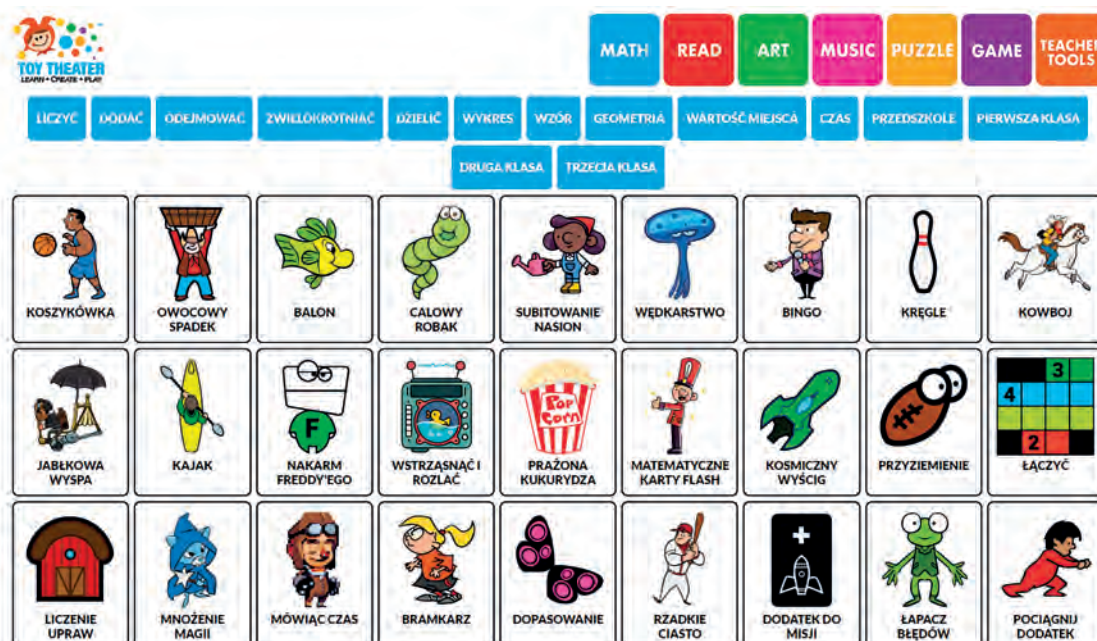 TOY THEATER
LEARN • CREATE • PLAY
MATH
READ
ART
MUSIC
PUZZLE
GAME
TEACHER
TOOLS
LICZYĆ
DODAĆ
ODEJMOWAĆ
ZWIELOKROTNIAĆ
DZIELIĆ
WYKRES
WZÓR
GEOMETRIA
WARTOŚĆ MIEJSCA
CZAS
PRZEDSZKOLE
PIERWSZA KLASA
DRUGA KLASA
TRZECIA KLASA
KOSZYKÓWKA
OWOCOWY
SPADEK
BALON
CALOWY
ROBAK
SUBITOWANIE
NASION
WĘDKARSTWO
BINGO
KRĘGLE
KOWBOJ
JABŁKOWA
WYSPA
KAJAK
F
NAKARM
FREDDY'EGO
WSTRZĄSNĄĆ I
ROZLAĆ
Pop
Corn
PRAŻONA
KUKURYDZA
MATEMATYCZNE
KARTY FLASH
KOSMICZNY
WYŚCIG
PRZYZIEMIENIE
3
4
2
ŁĄCZYĆ
LICZENIE
UPRAW
MNOŻENIE
MAGII
MÓWIĄC CZAS
BRAMKARZ
DOPASOWANIE
RZADKIE
CIASTO
+
DODATEK DO
MISJI
ŁAPACZ
BŁĘDÓW
POCIĄGNIJ
DODATEK